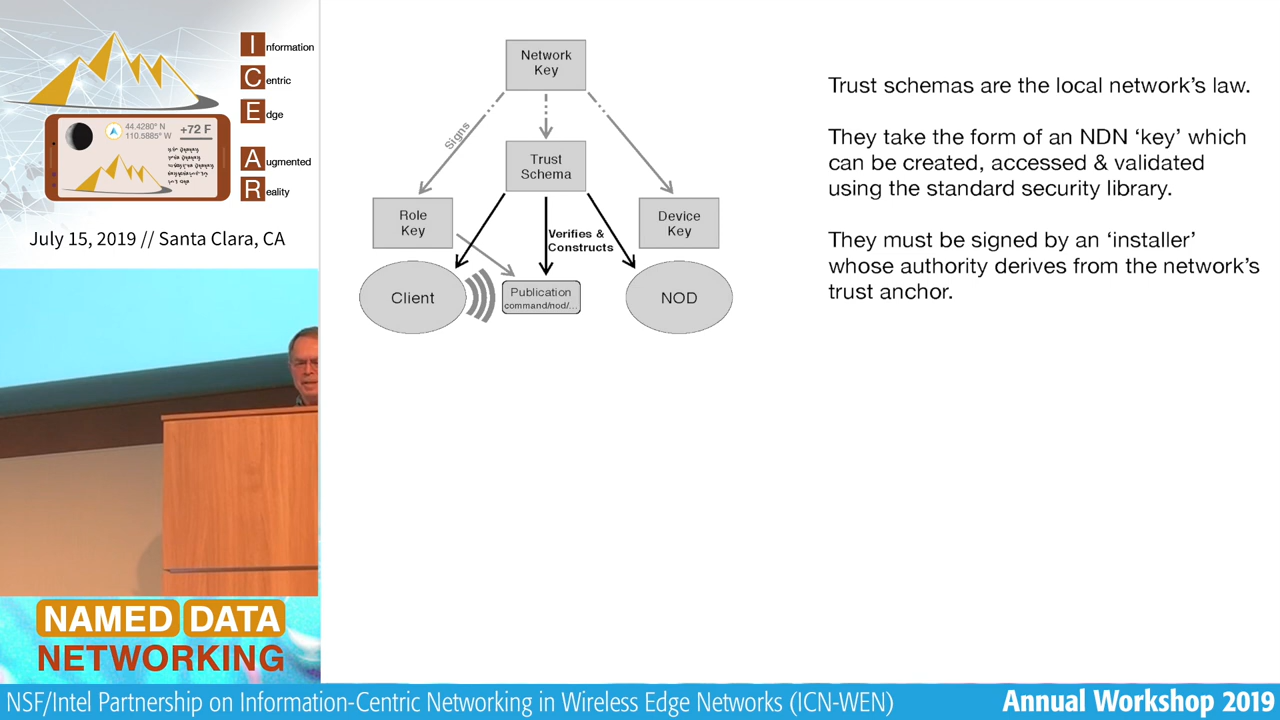 Information
Centric
Edge
Augmented
Reality
44.4280° N
110.5885° W
+72 F
July 15, 2019 // Santa Clara, CA
NAMED DATA
NETWORKING
Network
Key
Signs
Trust
Schema
Role
Key
Device
Key
Verifies &
Constructs
Client
Publication
command/nod/...
NOD
Trust schemas are the local network's law.
They take the form of an NDN 'key' which
can be created, accessed & validated
using the standard security library.
They must be signed by an 'installer'
whose authority derives from the network's
trust anchor.
NSF/Intel Partnership on Information-Centric Networking in Wireless Edge Networks (ICN-WEN)
Annual Workshop 2019